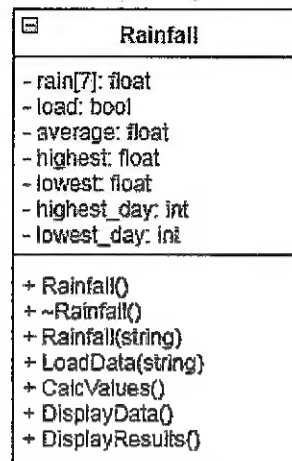 Rainfall
- rain[7]: float
- load: bool
- average: float
- highest: float
- lowest: float
- highest_day: int
- lowest_day: int
+ Rainfall()
+ ~Rainfall()
+ Rainfall(string)
+ LoadData(string)
+ CalcValues()
+ DisplayData()
+ DisplayResults()